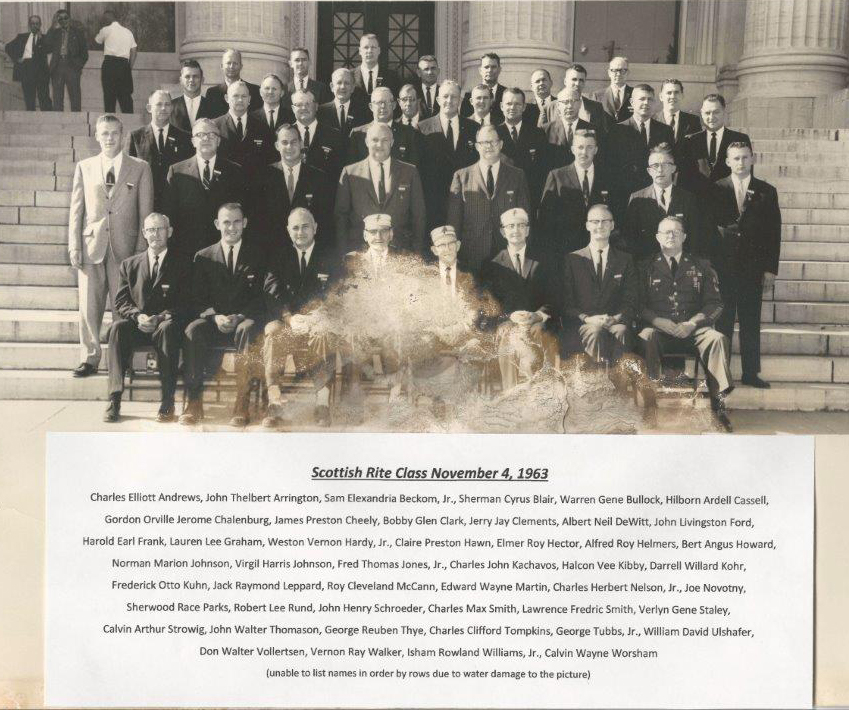 Scottish Rite Class November 4, 1963
Charles Elliott Andrews, John Thelbert Arrington, Sam Elexandria Beckom, Jr., Sherman Cyrus Blair, Warren Gene Bullock, Hilborn Ardell Cassell,
Gordon Orville Jerome Chalenburg, James Preston Cheely, Bobby Glen Clark, Jerry Jay Clements, Albert Neil DeWitt, John Livingston Ford,
Harold Earl Frank, Lauren Lee Graham, Weston Vernon Hardy, Jr., Claire Preston Hawn, Elmer Roy Hector, Alfred Roy Helmers, Bert Angus Howard,
Norman Marion Johnson, Virgil Harris Johnson, Fred Thomas Jones, Jr., Charles John Kachavos, Halcon Vee Kibby, Darrell Willard Kohr,
Frederick Otto Kuhn, Jack Raymond Leppard, Roy Cleveland McCann, Edward Wayne Martin, Charles Herbert Nelson, Jr., Joe Novotny,
Sherwood Race Parks, Robert Lee Rund, John Henry Schroeder, Charles Max Smith, Lawrence Fredric Smith, Verlyn Gene Staley,
Calvin Arthur Strowig, John Walter Thomason, George Reuben Thye, Charles Clifford Tompkins, George Tubbs, Jr., William David Ulshafer,
Don Walter Vollertsen, Vernon Ray Walker, Isham Rowland Williams, Jr., Calvin Wayne Worsham
(unable to list names in order by rows due to water damage to the picture)